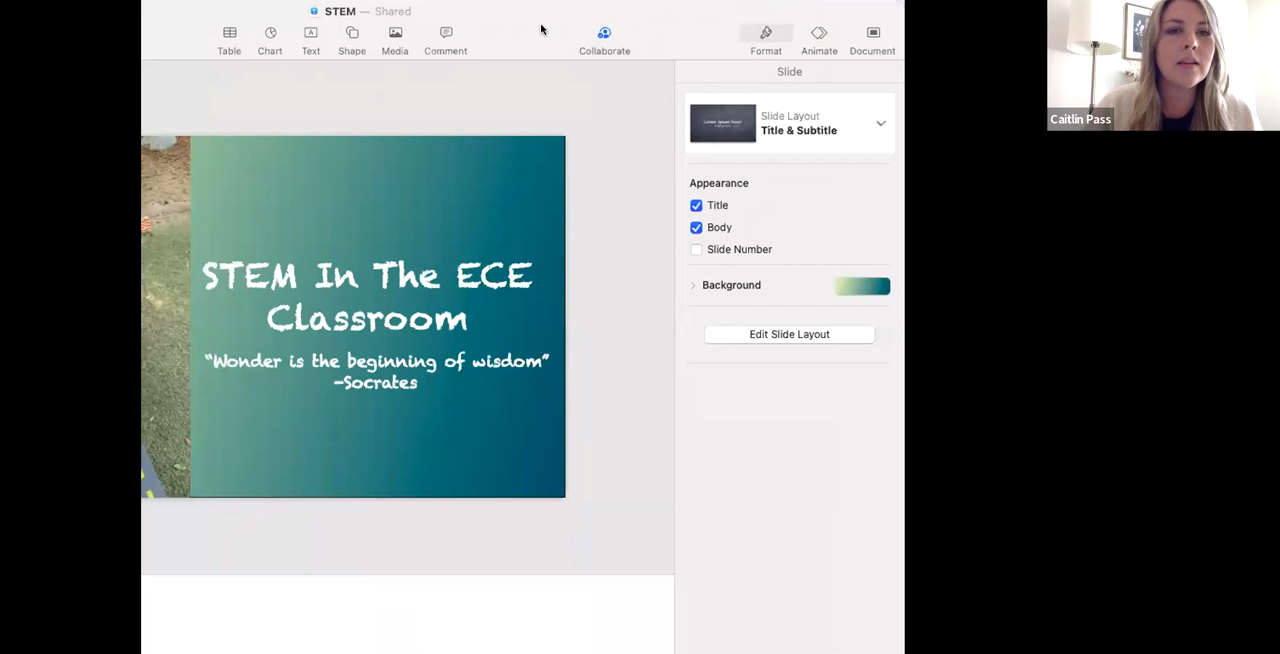 STEM — Shared
Table Chart Text Shape Media Comment Collaborate Format Animate Document
Slide
Slide Layout
Title & Subtitle
Appearance
Title
Body
Slide Number
Background
Edit Slide Layout
STEM In The ECE
Classroom
"Wonder is the beginning of wisdom"
-Socrates
Caitlin Pass